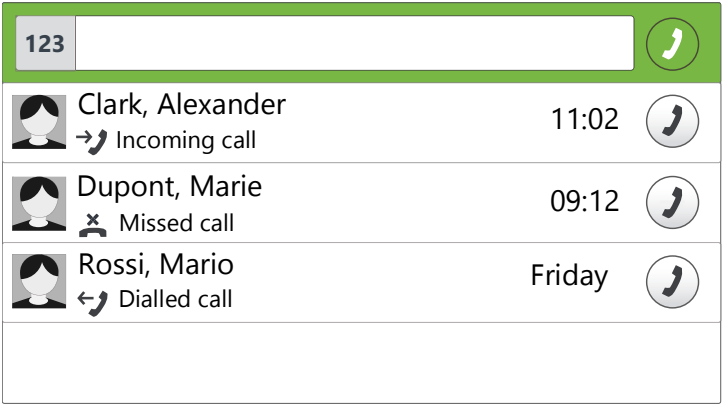 123
Clark, Alexander
Incoming call
11:02
Dupont, Marie
Missed call
09:12
Rossi, Mario
Dialled call
Friday